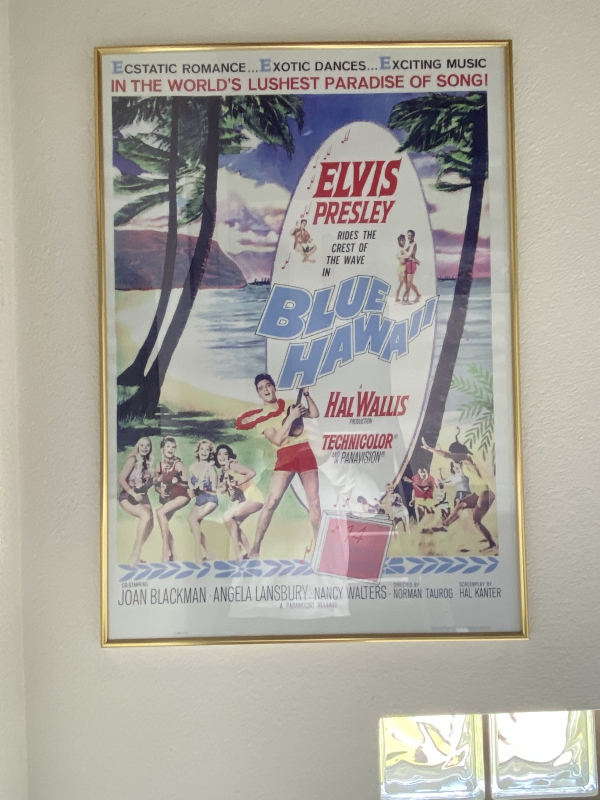 ECSTATIC ROMANCE...EXOTIC DANCES...EXCITING MUSIC
IN THE WORLD'S LUSHEST PARADISE OF SONG!
ELVIS
PRESLEY
RIDES THE
CREST OF
THE WAVE
IN
BLUE
HAWAII
A
HAL WALLIS
PRODUCTION
TECHNICOLOR®
AND PANAVISION®
CO-STARRING
JOAN BLACKMAN · ANGELA LANSBURY · NANCY WALTERS · DIRECTED BY NORMAN TAUROG · SCREENPLAY BY HAL KANTER
A PARAMOUNT RELEASE